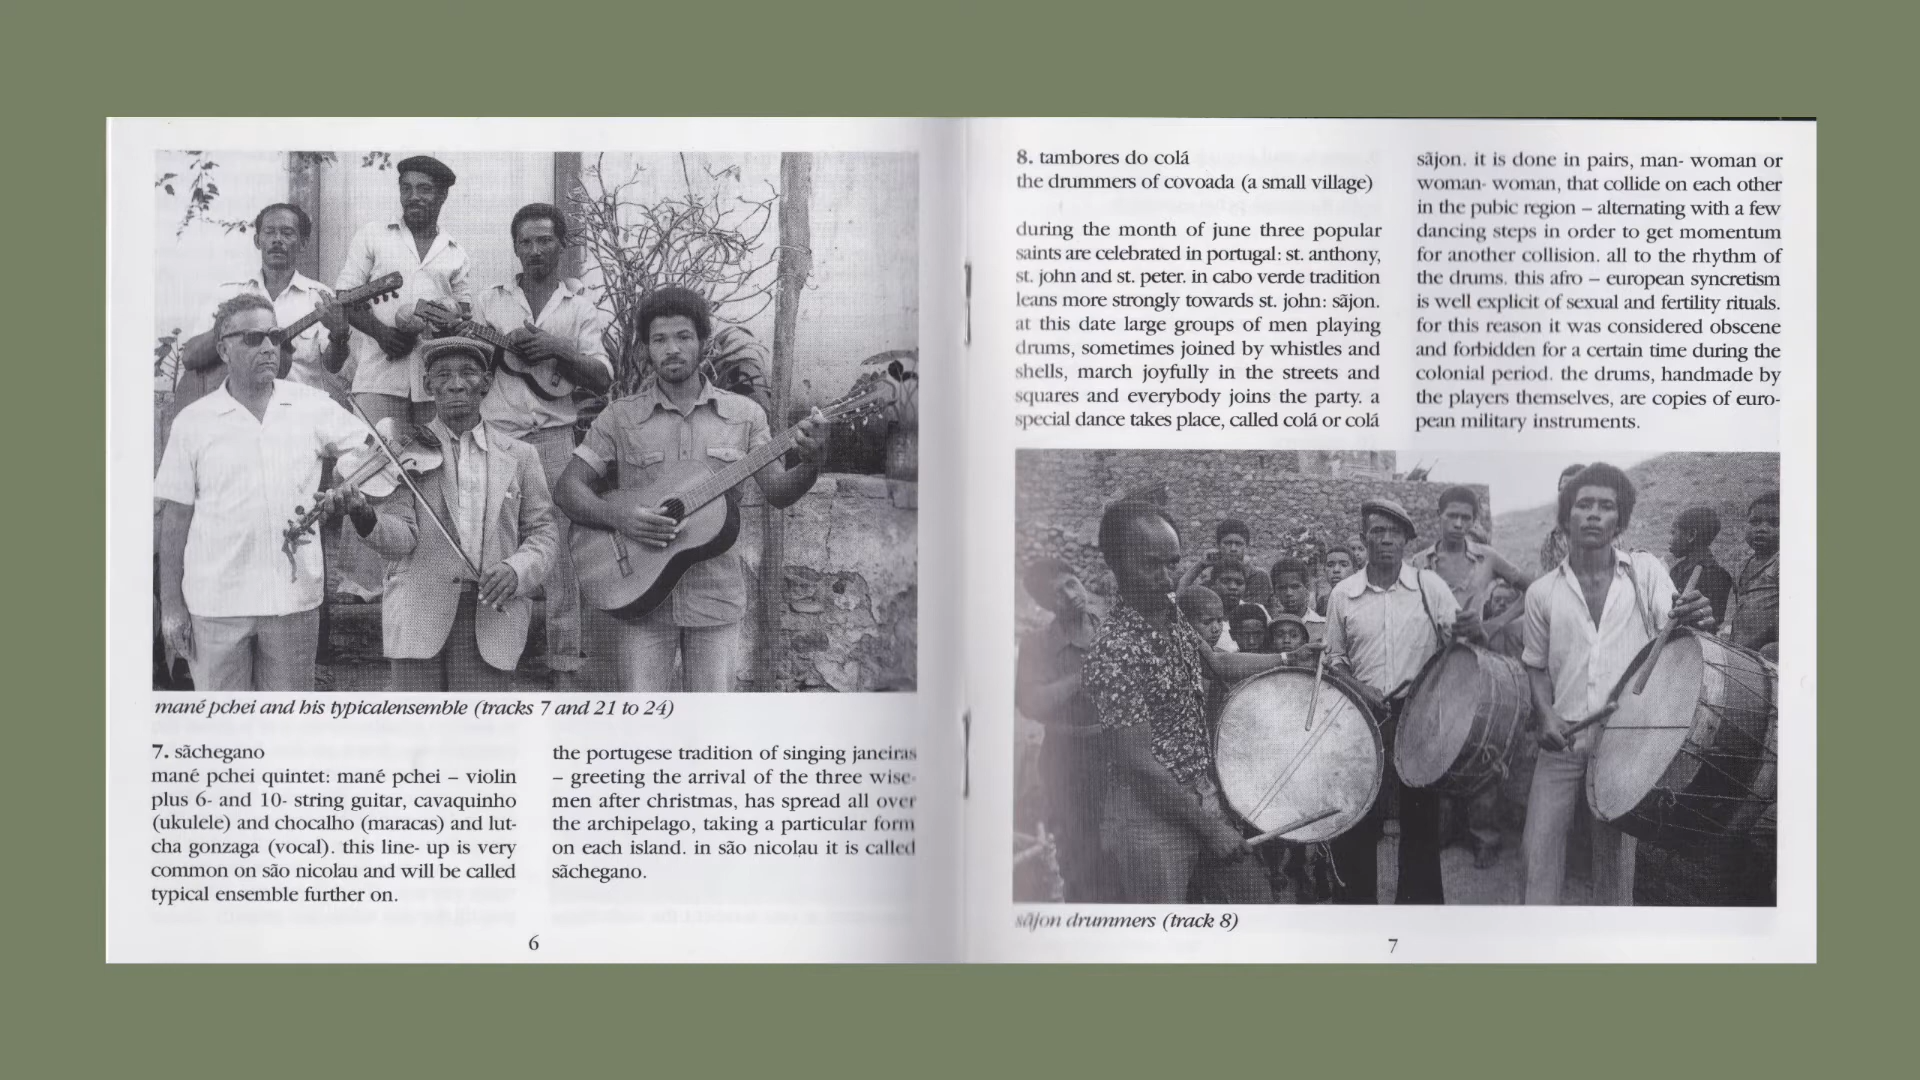 mané pchei and his typicalensemble (tracks 7 and 21 to 24)
7. sãchegano
mané pchei quintet: mané pchei – violin
plus 6- and 10- string guitar, cavaquinho
(ukulele) and chocalho (maracas) and lut-
cha gonzaga (vocal). this line- up is very
common on são nicolau and will be called
typical ensemble further on.
the portugese tradition of singing janeiras
– greeting the arrival of the three wise-
men after christmas, has spread all over
the archipelago, taking a particular form
on each island. in são nicolau it is called
sãchegano.
6
8. tambores do colá
the drummers of covoada (a small village)
during the month of june three popular
saints are celebrated in portugal: st. anthony,
st. john and st. peter. in cabo verde tradition
leans more strongly towards st. john: sãjon.
at this date large groups of men playing
drums, sometimes joined by whistles and
shells, march joyfully in the streets and
squares and everybody joins the party. a
special dance takes place, called colá or colá
sãjon. it is done in pairs, man- woman or
woman- woman, that collide on each other
in the pubic region – alternating with a few
dancing steps in order to get momentum
for another collision. all to the rhythm of
the drums. this afro – european syncretism
is well explicit of sexual and fertility rituals.
for this reason it was considered obscene
and forbidden for a certain time during the
colonial period. the drums, handmade by
the players themselves, are copies of euro-
pean military instruments.
sãjon drummers (track 8)
7